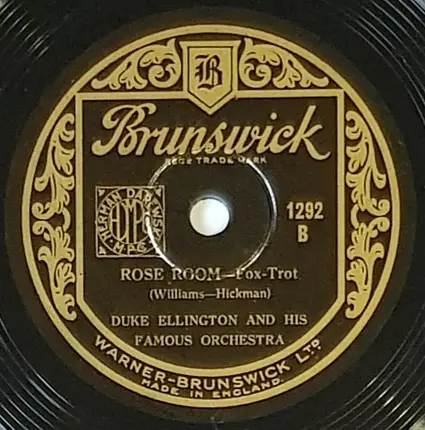 B
Brunswick
REGD TRADE MARK
HERMAN DAREWSKI
MPC
1292
B
ROSE ROOM—Fox-Trot
(Williams—Hickman)
DUKE ELLINGTON AND HIS
FAMOUS ORCHESTRA
WARNER-BRUNSWICK LTD
MADE IN ENGLAND.